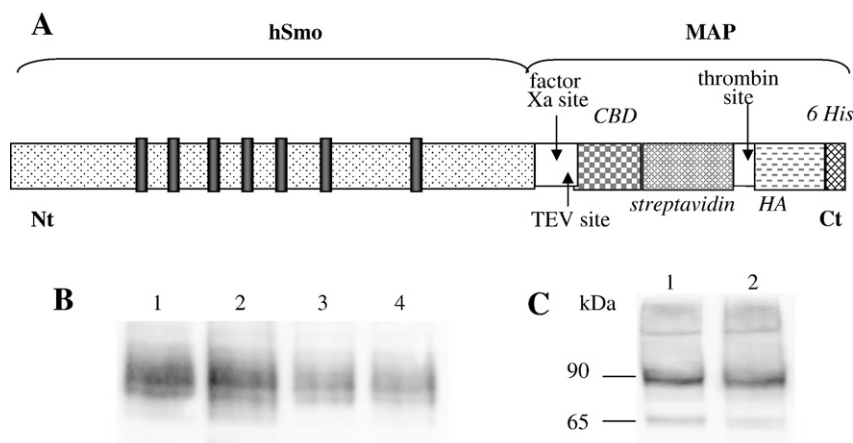 A
hSmo
MAP
factor
Xa site
thrombin
site
CBD
6 His
streptavidin
HA
Nt
TEV site
Ct
B
1 2 3 4
C
kDa
1 2
90
65